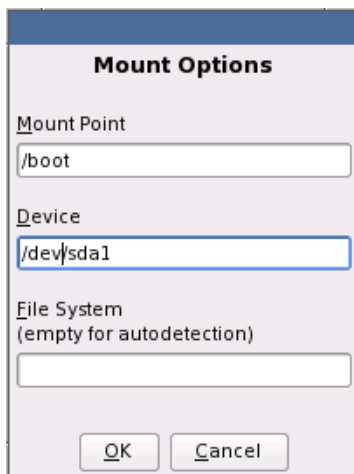 Mount Options
Mount Point
/boot
Device
/dev/sda1
File System
(empty for autodetection)
OK
Cancel